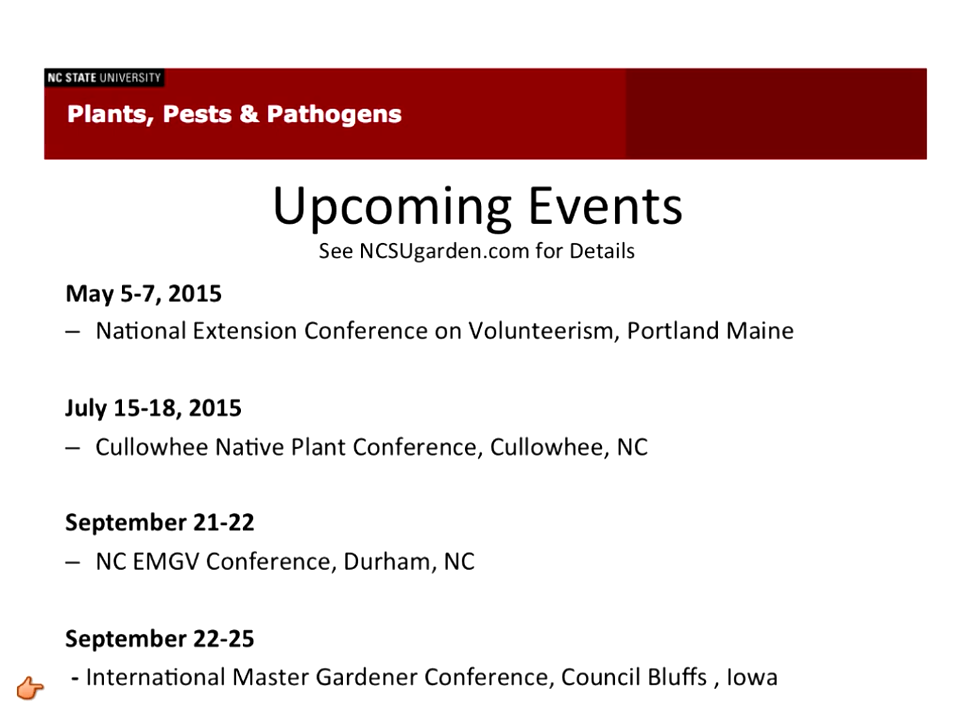 NC STATE UNIVERSITY
Plants, Pests & Pathogens
Upcoming Events
See NCSUgarden.com for Details
May 5-7, 2015
– National Extension Conference on Volunteerism, Portland Maine
July 15-18, 2015
– Cullowhee Native Plant Conference, Cullowhee, NC
September 21-22
– NC EMGV Conference, Durham, NC
September 22-25
- International Master Gardener Conference, Council Bluffs , Iowa